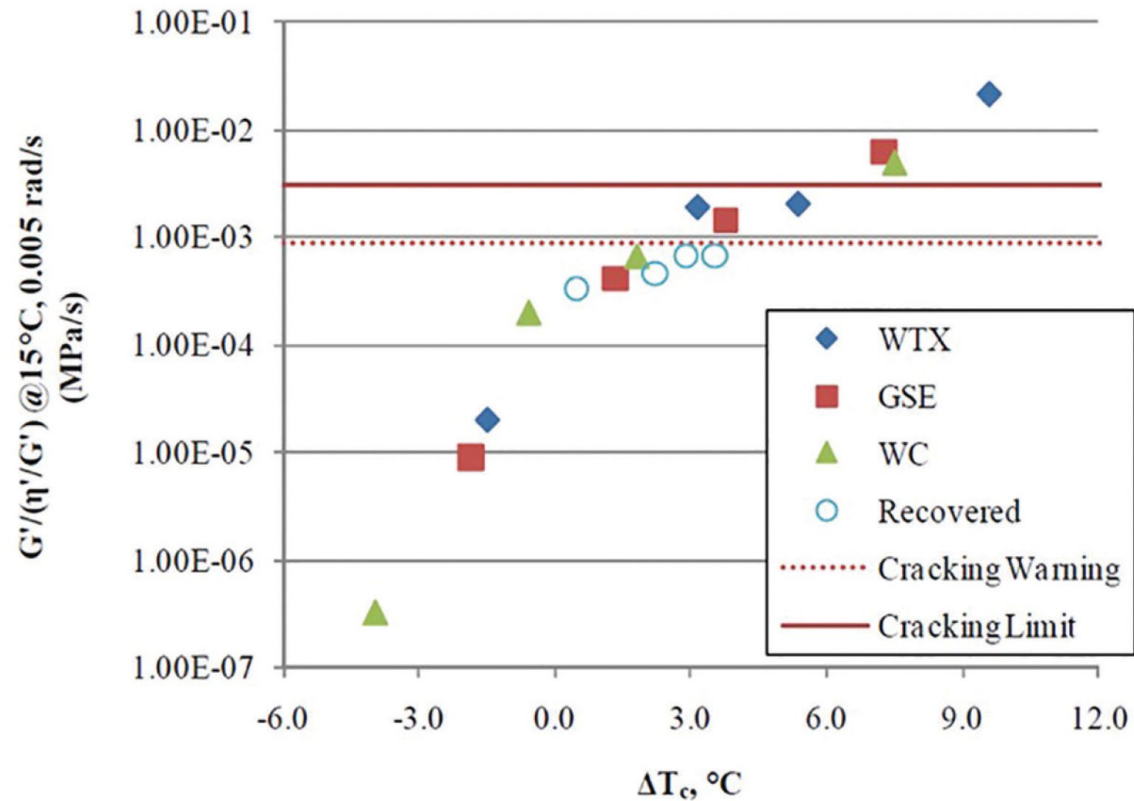 1.00E-01
1.00E-02
1.00E-03
1.00E-04
1.00E-05
1.00E-06
1.00E-07
G'/(η'/G') @15°C, 0.005 rad/s
(MPa/s)
-6.0 -3.0 0.0 3.0 6.0 9.0 12.0
ΔTc, °C
WTX
GSE
WC
Recovered
Cracking Warning
Cracking Limit